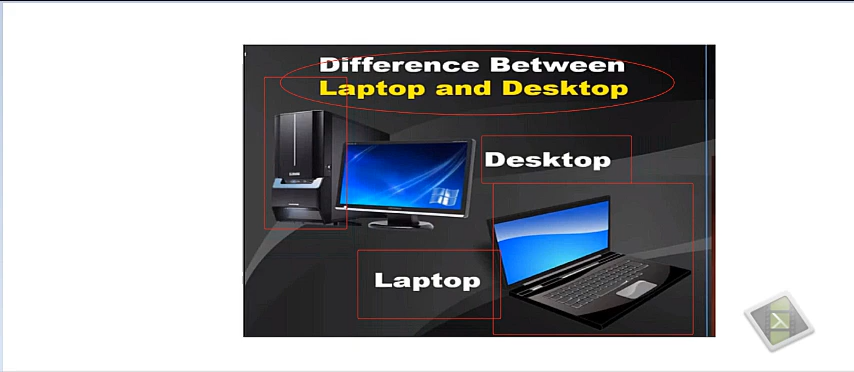 Difference Between
Laptop and Desktop
Desktop
Laptop